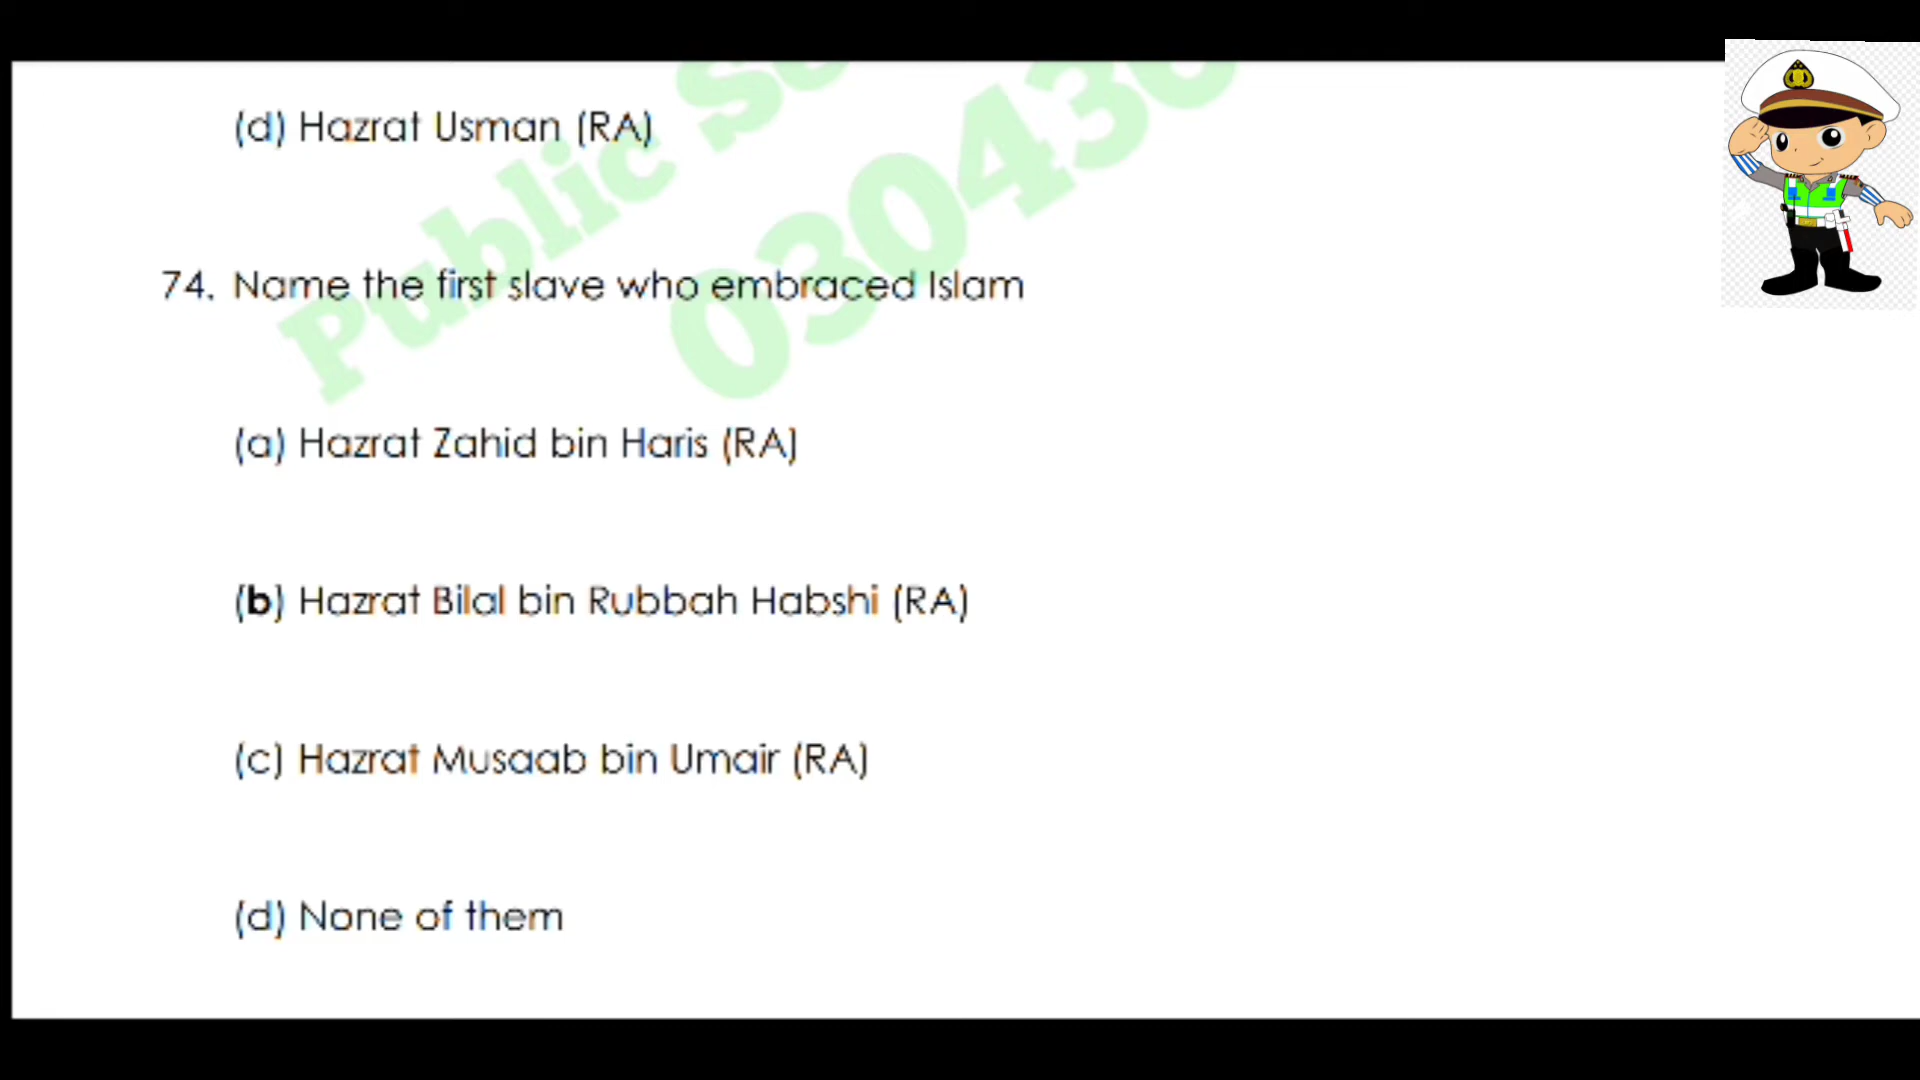 (d) Hazrat Usman (RA)
74. Name the first slave who embraced Islam
(a) Hazrat Zahid bin Haris (RA)
(b) Hazrat Bilal bin Rubbah Habshi (RA)
(c) Hazrat Musaab bin Umair (RA)
(d) None of them
Public